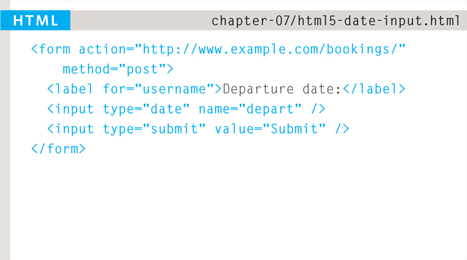 HTML
chapter-07/html5-date-input.html
<form action="http://www.example.com/bookings/"
method="post">
<label for="username">Departure date:</label>
<input type="date" name="depart" />
<input type="submit" value="Submit" />
</form>